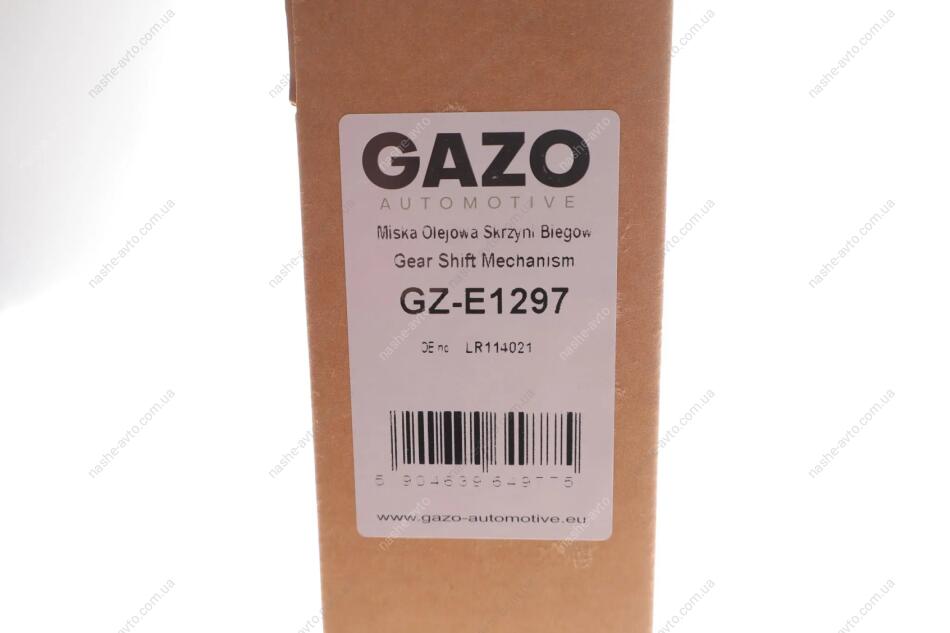 GAZO
AUTOMOTIVE
Miska Olejowa Skrzyni Biegow
Gear Shift Mechanism
GZ-E1297
OE no LR114021
5 904639 649775
www.gazo-automotive.eu
nashe-avto.com.ua